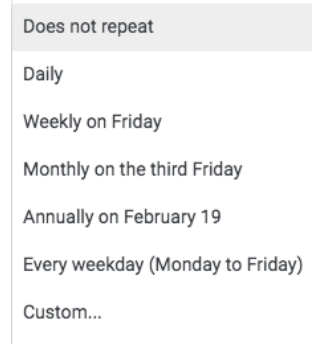 Does not repeat
Daily
Weekly on Friday
Monthly on the third Friday
Annually on February 19
Every weekday (Monday to Friday)
Custom...